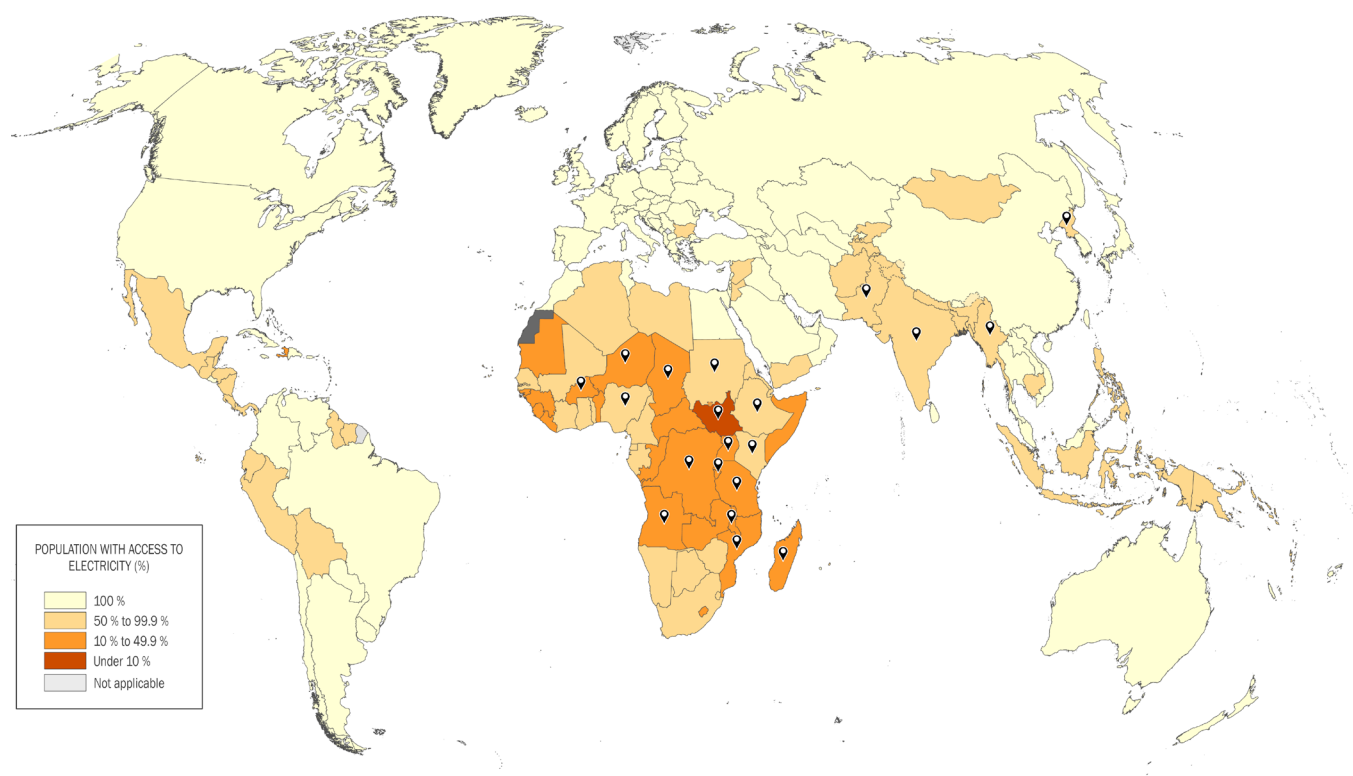 POPULATION WITH ACCESS TO
ELECTRICITY (%)
100 %
50 % to 99.9 %
10 % to 49.9 %
Under 10 %
Not applicable